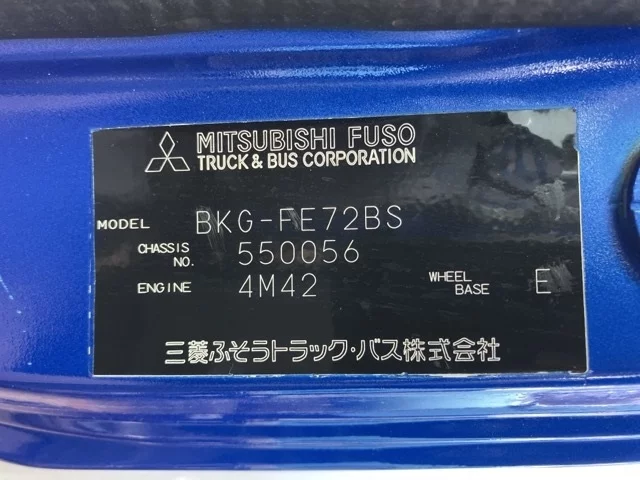 MITSUBISHI FUSO
TRUCK & BUS CORPORATION
MODEL BKG-FE72BS
CHASSIS NO. 550056
ENGINE 4M42 WHEEL BASE E
三菱ふそうトラック・バス株式会社